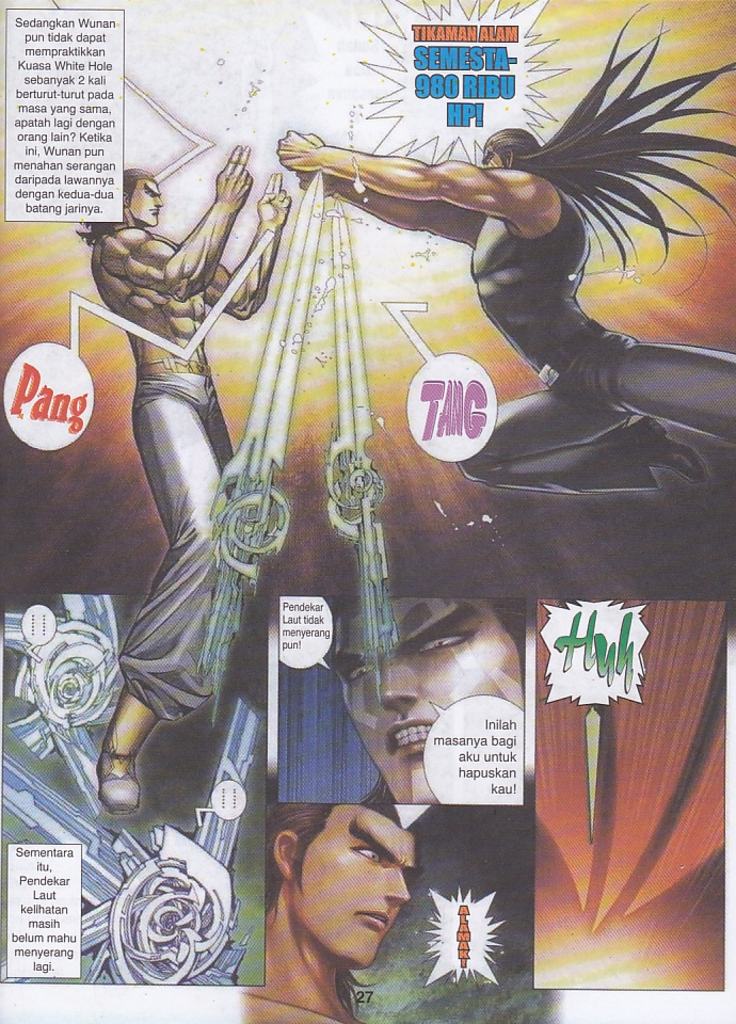 Sedangkan Wunan
pun tidak dapat
mempraktikkan
Kuasa White Hole
sebanyak 2 kali
berturut-turut pada
masa yang sama,
apatah lagi dengan
orang lain? Ketika
ini, Wunan pun
menahan serangan
daripada lawannya
dengan kedua-dua
batang jarinya.
TIKAMAN ALAM
SEMESTA-
980 RIBU
HP!
Pang
TANG
......
......
Sementara
itu,
Pendekar
Laut
kelihatan
masih
belum mahu
menyerang
lagi.
Pendekar
Laut tidak
menyerang
pun!
Inilah
masanya bagi
aku untuk
hapuskan
kau!
Huh
ALAMAK!
27